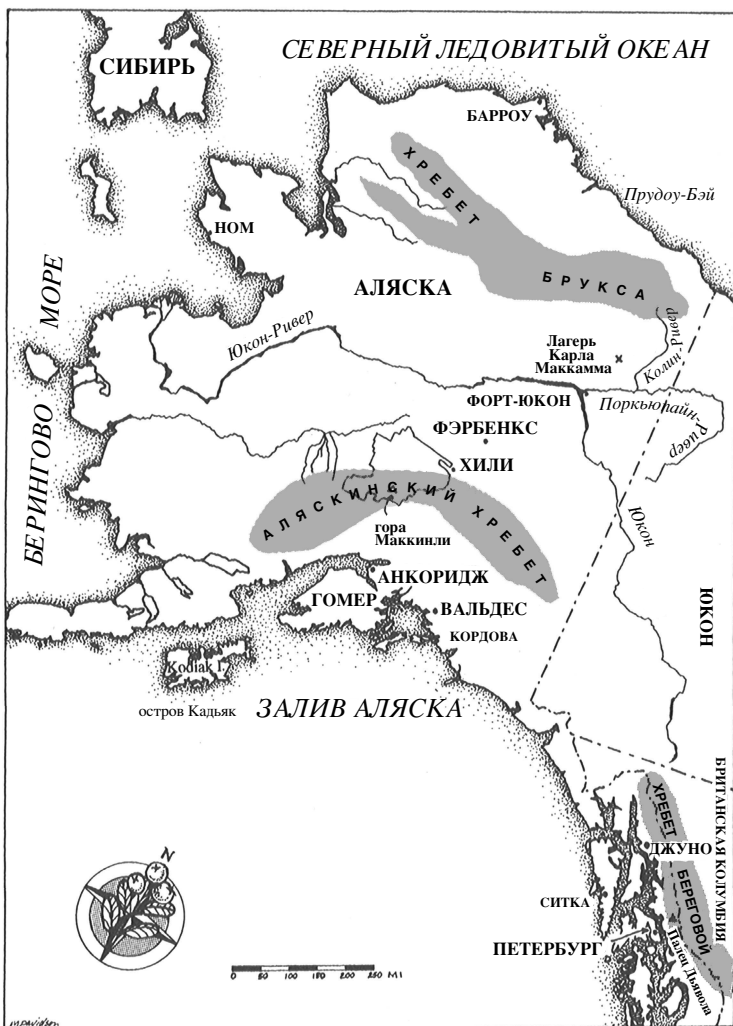 СЕВЕРНЫЙ ЛЕДОВИТЫЙ ОКЕАН
СИБИРЬ
БАРРОУ
ХРЕБЕТ
Прудоу-Бэй
НОМ
БРУКСА
АЛЯСКА
МОРЕ
Юкон-Ривер
Лагерь
Карла
Маккамма
Колин-Ривер
ФОРТ-ЮКОН
Поркьюпайн-
Ривер
ФЭРБЕНКС
ХИЛИ
БЕРИНГОВО
АЛЯСКИНСКИЙ ХРЕБЕТ
гора
Маккинли
Юкон
АНКОРИДЖ
ГОМЕР
ВАЛЬДЕС
КОРДОВА
ЮКОН
Kodiak I.
остров Кадьяк
ЗАЛИВ АЛЯСКА
БРИТАНСКАЯ КОЛУМБИЯ
ХРЕБЕТ
ДЖУНО
БЕРЕГОВОЙ
N
СИТКА
ПЕТЕРБУРГ
Палец Дьявола
0 50 100 150 200 250 MI